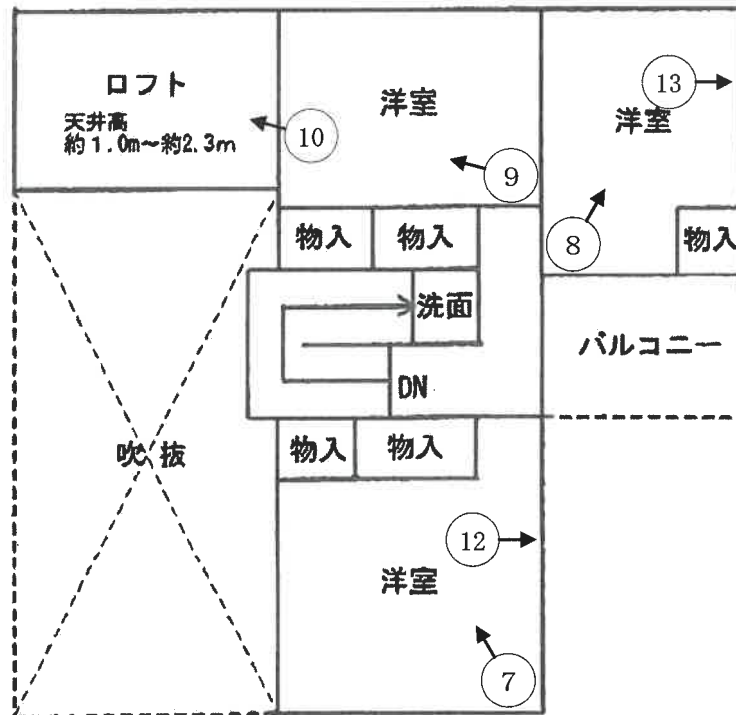 ロフト
天井高
約1.0m～約2.3m
10
洋室
9
13
洋室
8
物入
物入
物入
洗面
DN
バルコニー
吹抜
物入
物入
12
洋室
7